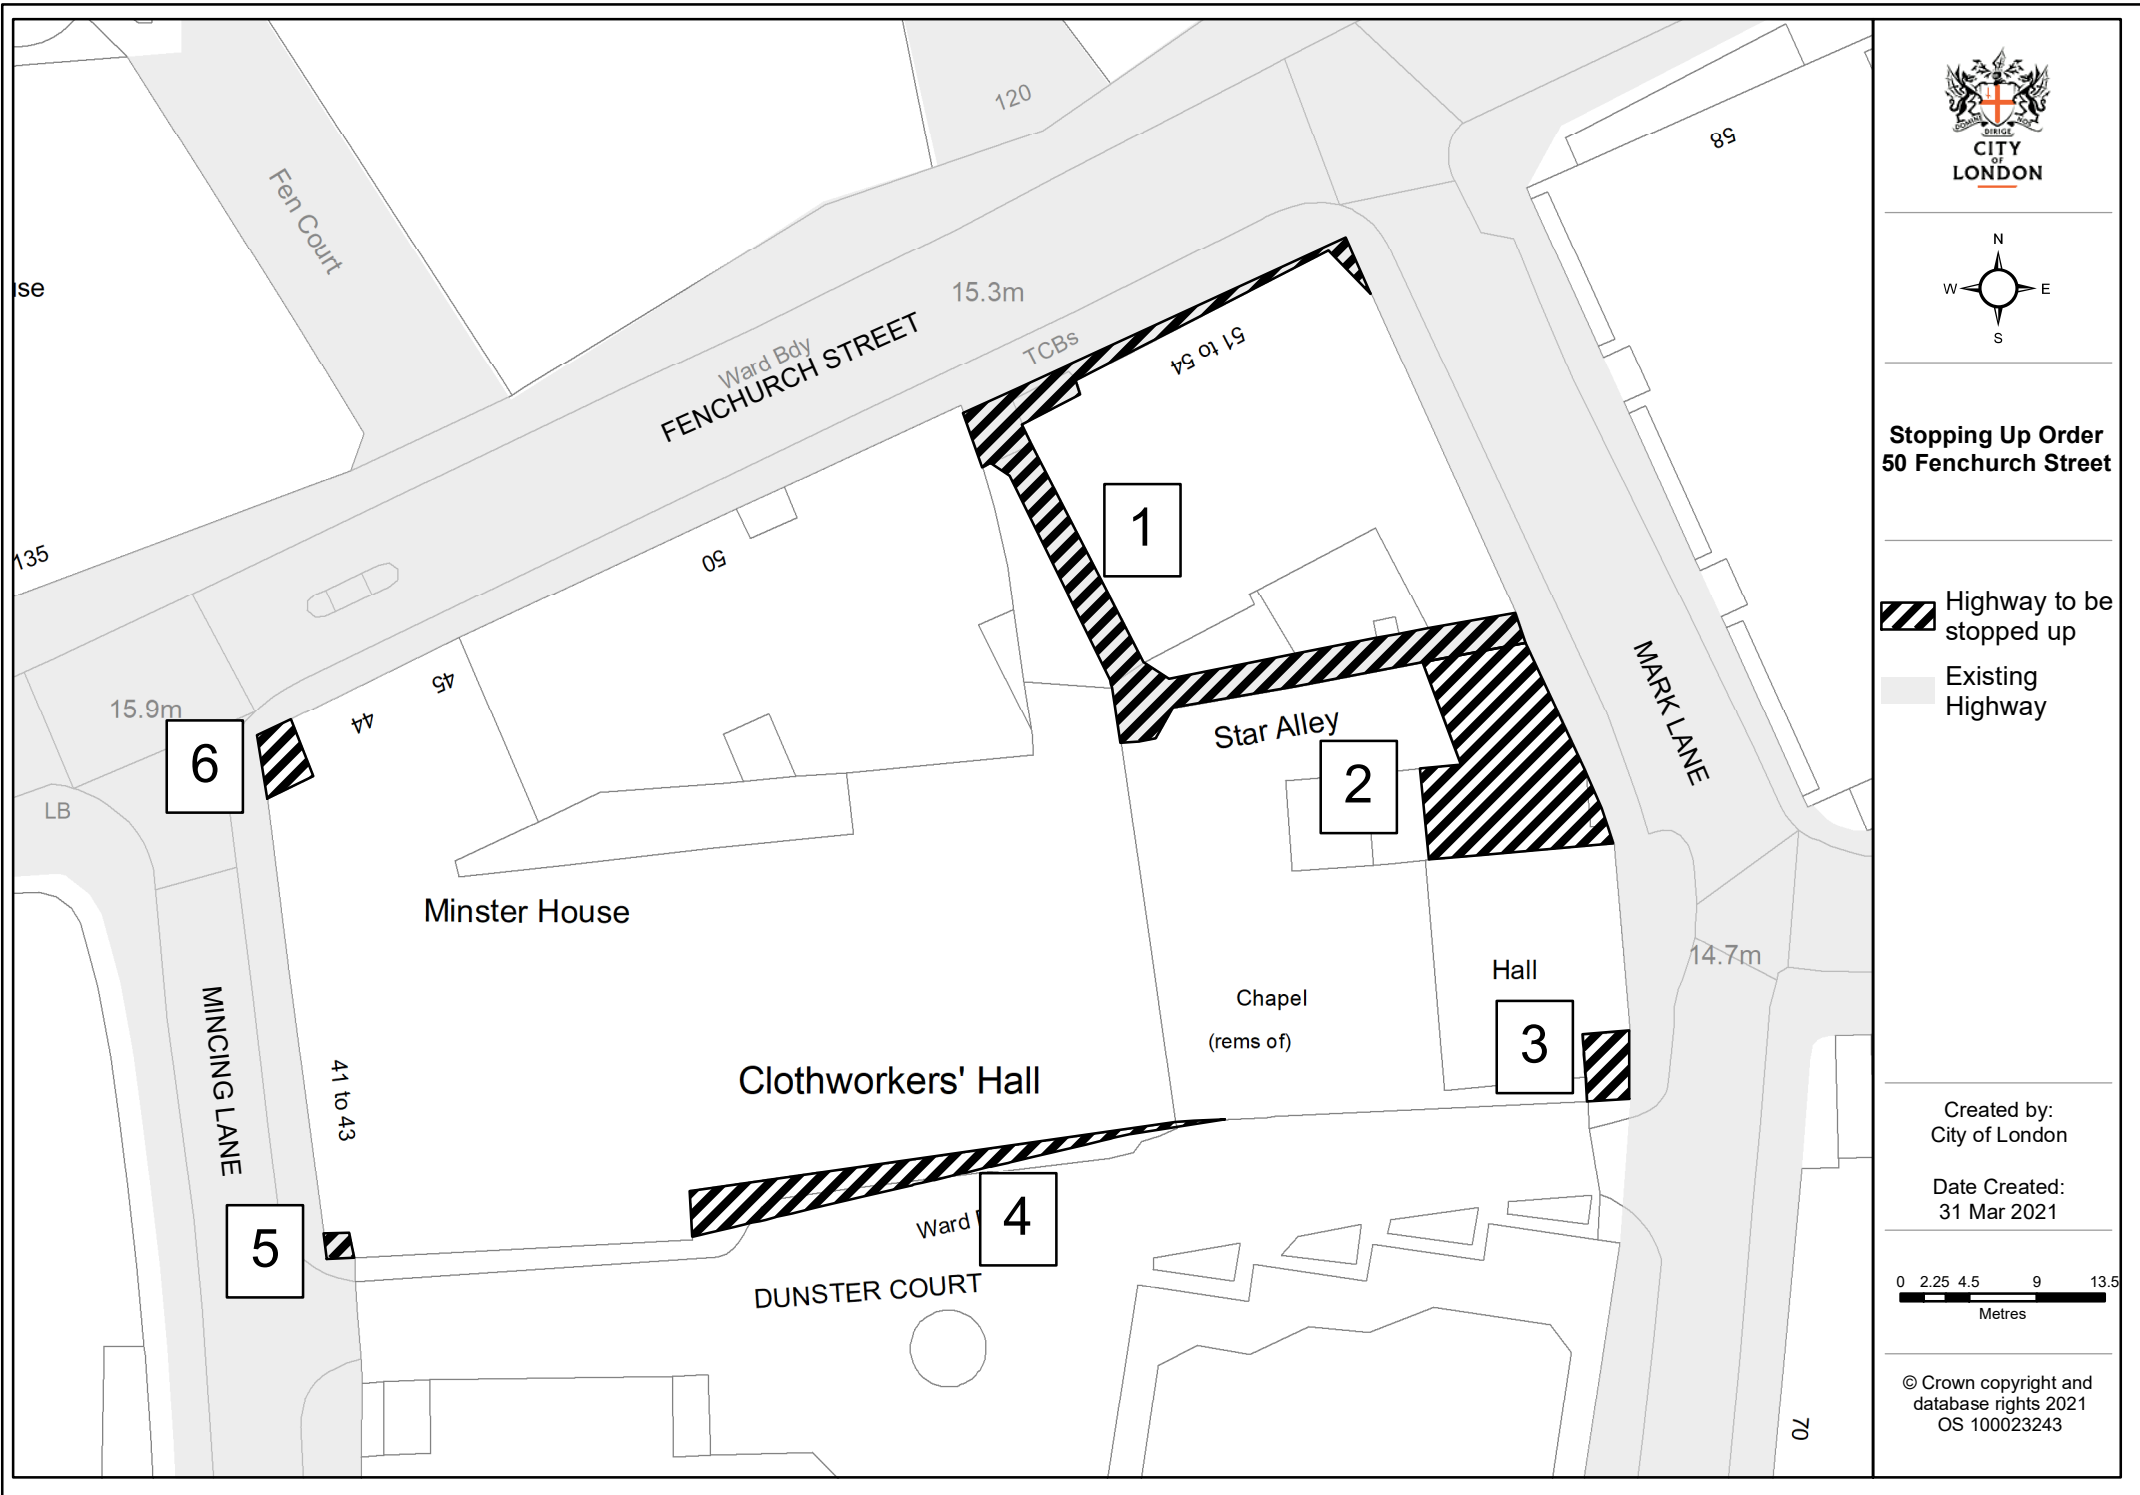 120
58
Fen Court
use
15.3m
Ward Bdy
FENCHURCH STREET
TCBs
51 to 54
1
135
50
45
44
15.9m
6
LB
Star Alley
2
MARK LANE
Minster House
14.7m
Hall
Chapel
(rems of)
3
MINCING LANE
41 to 43
Clothworkers' Hall
Ward
4
5
DUNSTER COURT
70
DOMINE DIRIGE NOS
CITY
OF
LONDON
N
W E
S
Stopping Up Order
50 Fenchurch Street
Highway to be
stopped up
Existing
Highway
Created by:
City of London
Date Created:
31 Mar 2021
0 2.25 4.5 9 13.5
Metres
© Crown copyright and
database rights 2021
OS 100023243